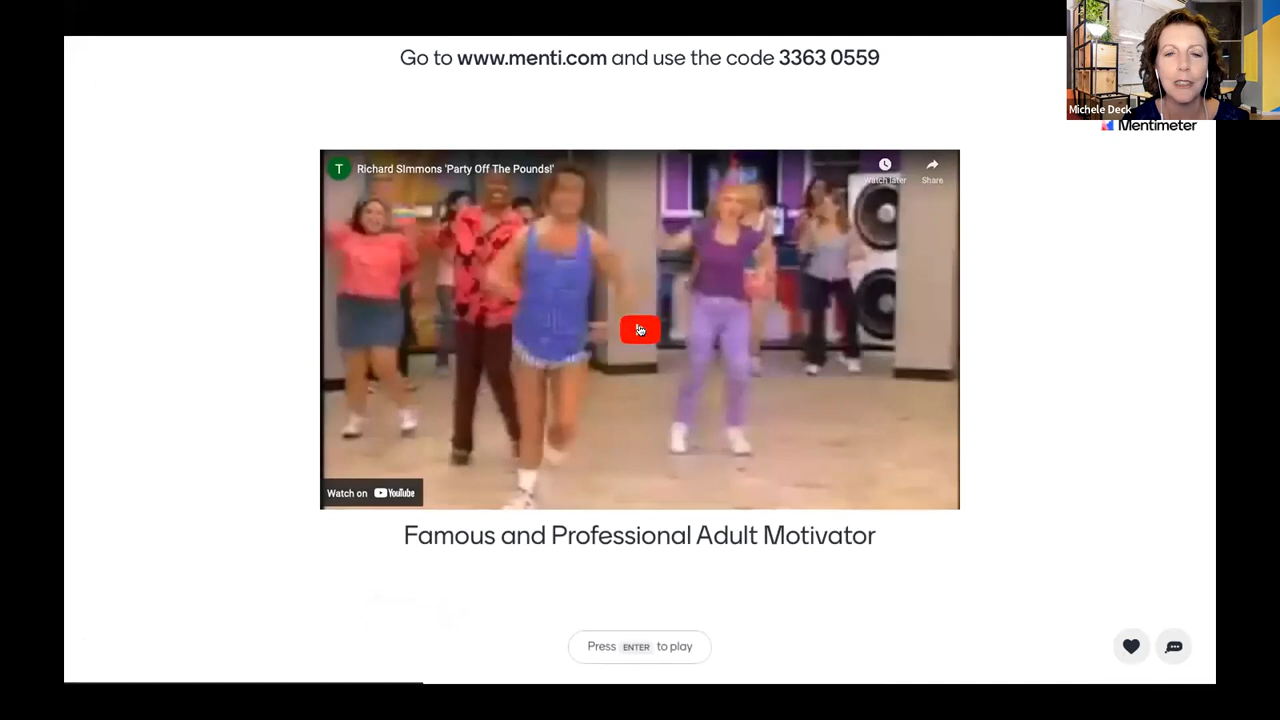 Go to www.menti.com and use the code 3363 0559
Michele Deck
Mentimeter
T
Richard SImmons 'Party Off The Pounds!'
Watch later
Share
Watch on YouTube
Famous and Professional Adult Motivator
Press ENTER to play